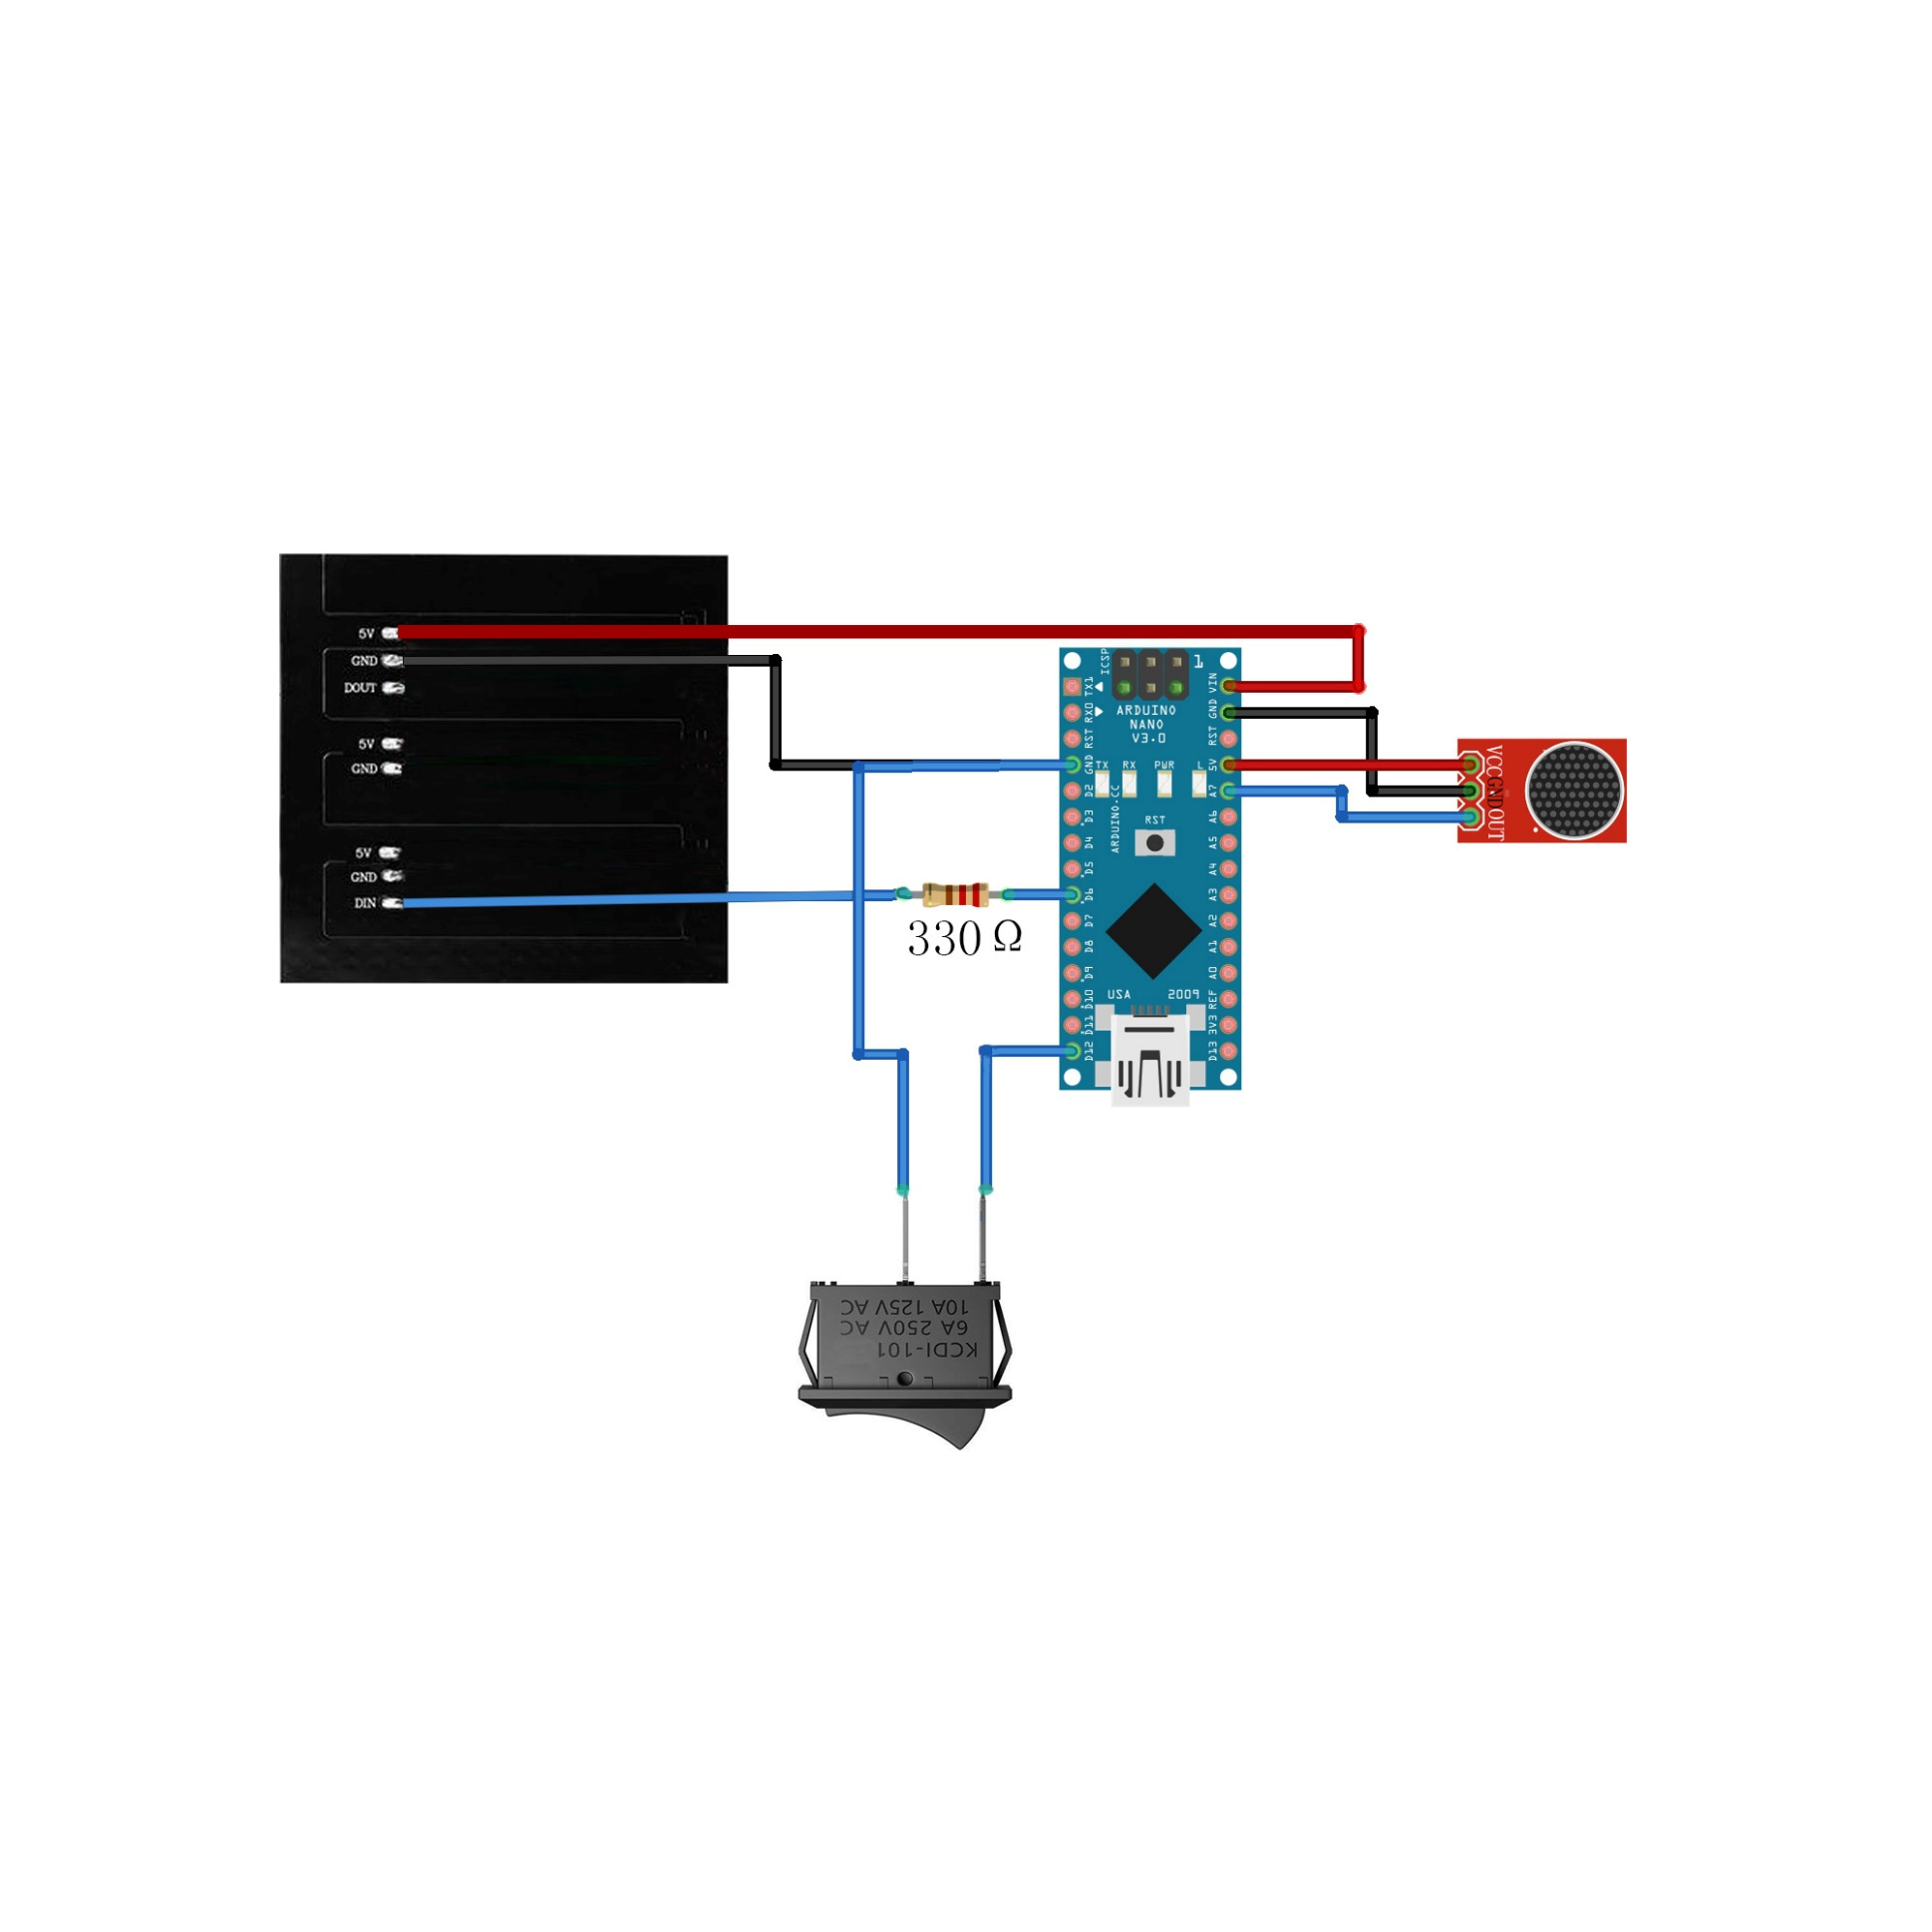 5V
GND
DOUT
5V
GND
5V
GND
DIN
330 Ω
ICSP
1
ARDUINO
NANO
V3.0
TX RX PWR L
ARDUINO.CC
RST
USA 2009
TX1
RX0
RST
GND
D2
D3
D4
D5
D6
D7
D8
D9
D10
D11
D12
VIN
GND
RST
5V
A7
A6
A5
A4
A3
A2
A1
A0
REF
3V3
D13
VCC
GND
OUT
KCDI-101
6A 250V AC
10A 125V AC